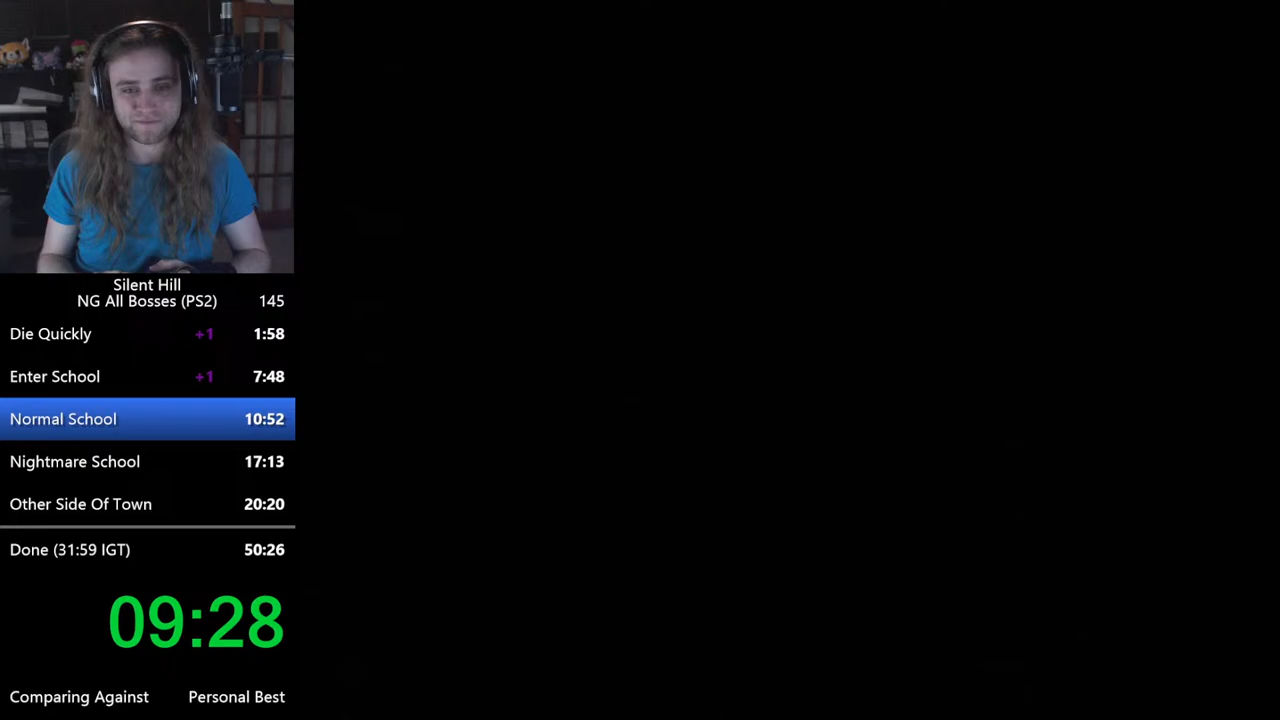 Silent Hill
NG All Bosses (PS2) 145
Die Quickly +1 1:58
Enter School +1 7:48
Normal School 10:52
Nightmare School 17:13
Other Side Of Town 20:20
Done (31:59 IGT) 50:26
09:28
Comparing Against Personal Best